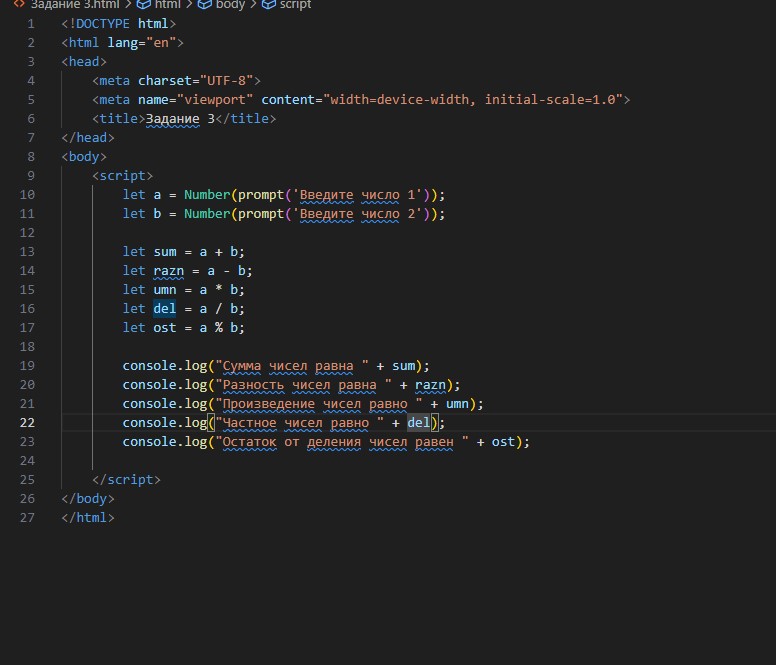 Задание 3.html > html > body > script
1 <!DOCTYPE html>
2 <html lang="en">
3 <head>
4 <meta charset="UTF-8">
5 <meta name="viewport" content="width=device-width, initial-scale=1.0">
6 <title>Задание 3</title>
7 </head>
8 <body>
9 <script>
10 let a = Number(prompt('Введите число 1'));
11 let b = Number(prompt('Введите число 2'));
12
13 let sum = a + b;
14 let razn = a - b;
15 let umn = a * b;
16 let del = a / b;
17 let ost = a % b;
18
19 console.log("Сумма чисел равна " + sum);
20 console.log("Разность чисел равна " + razn);
21 console.log("Произведение чисел равно " + umn);
22 console.log("Частное чисел равно " + del);
23 console.log("Остаток от деления чисел равен " + ost);
24
25 </script>
26 </body>
27 </html>